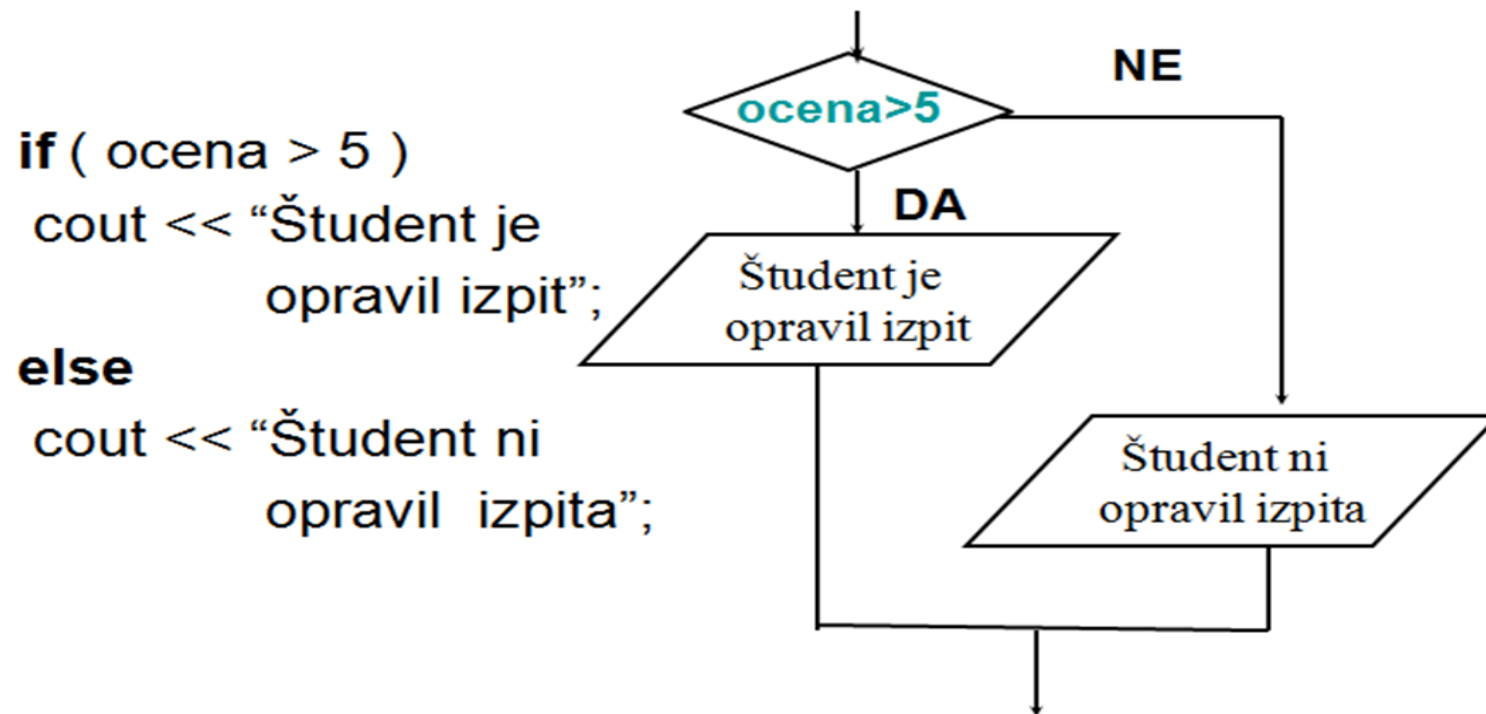 if ( ocena > 5 )
cout << “Študent je
opravil izpit”;
else
cout << “Študent ni
opravil izpita”;
ocena>5
NE
DA
Študent je
opravil izpit
Študent ni
opravil izpita